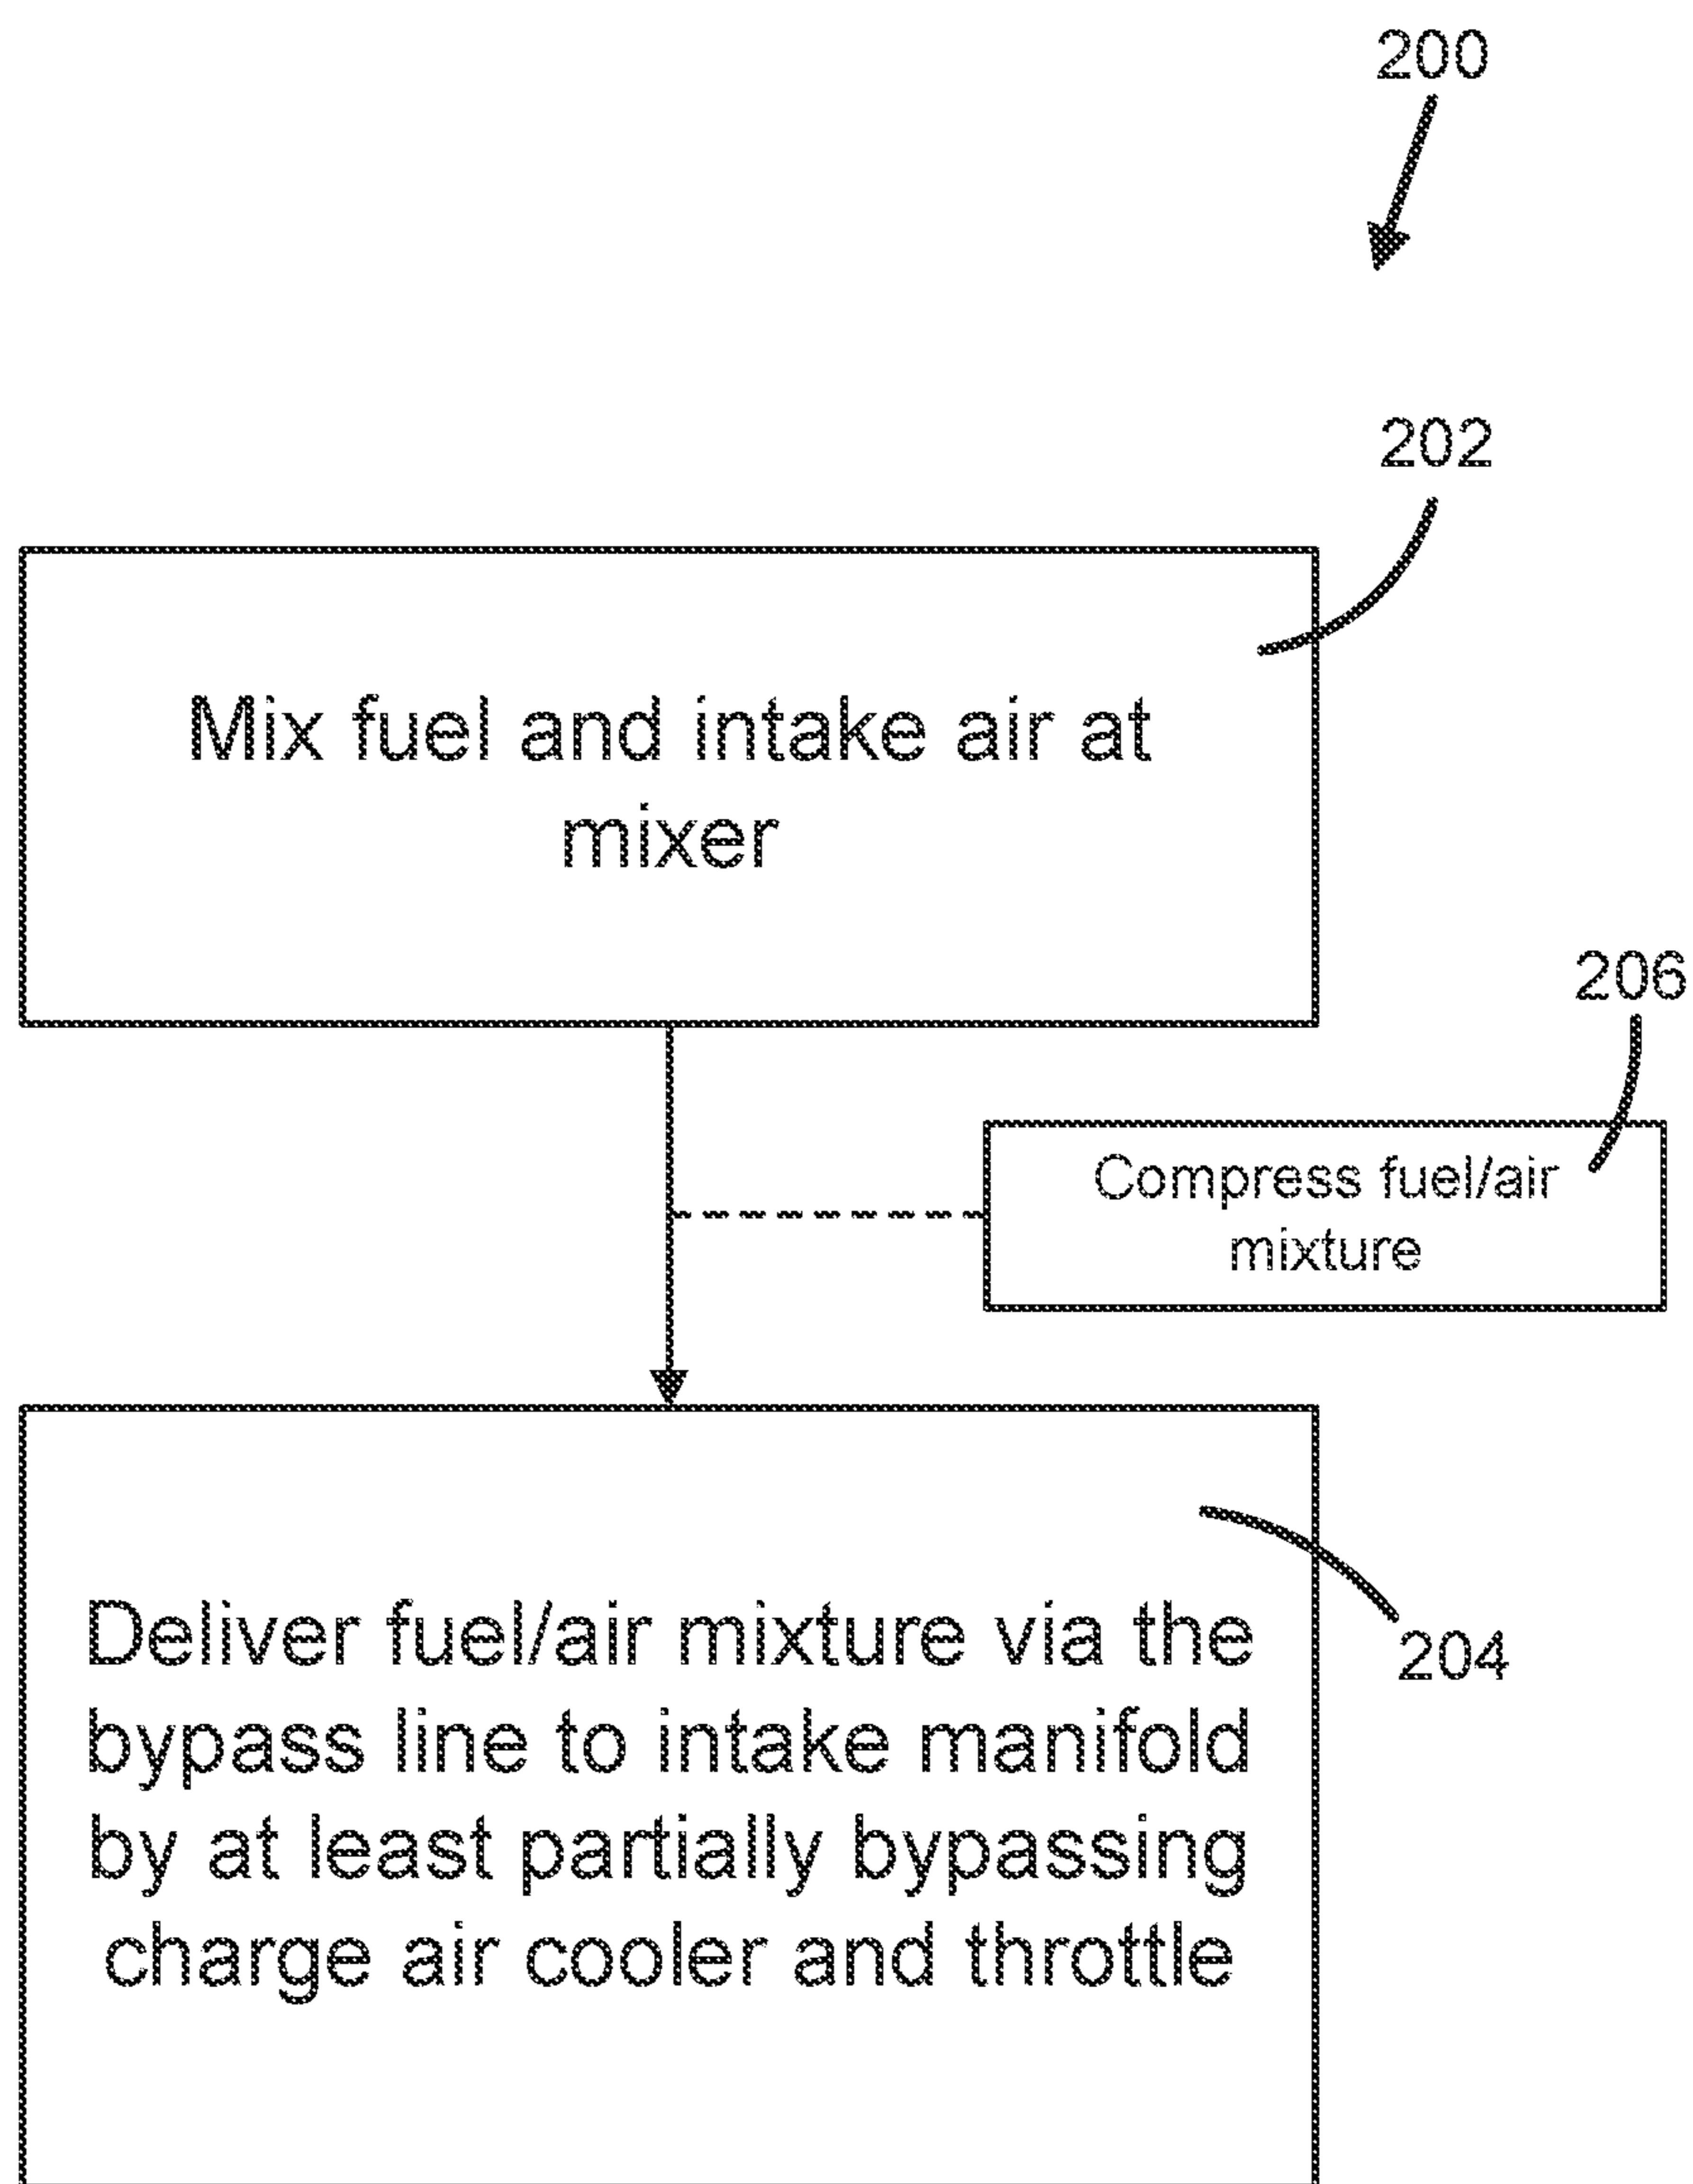 200
202
Mix fuel and intake air at
mixer
206
Compress fuel/air
mixture
Deliver fuel/air mixture via the
204
bypass line to intake manifold
by at least partially bypassing
charge air cooler and throttle